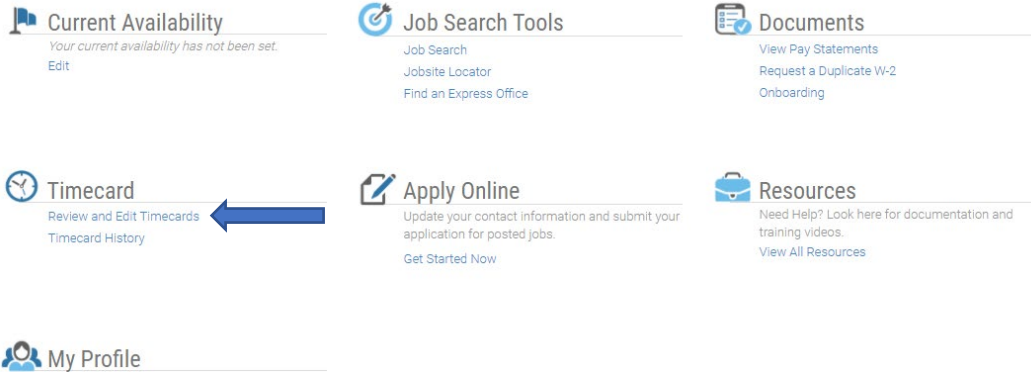 Current Availability
Your current availability has not been set.
Edit
Job Search Tools
Job Search
Jobsite Locator
Find an Express Office
Documents
View Pay Statements
Request a Duplicate W-2
Onboarding
Timecard
Review and Edit Timecards
Timecard History
Apply Online
Update your contact information and submit your
application for posted jobs.
Get Started Now
Resources
Need Help? Look here for documentation and
training videos.
View All Resources
My Profile